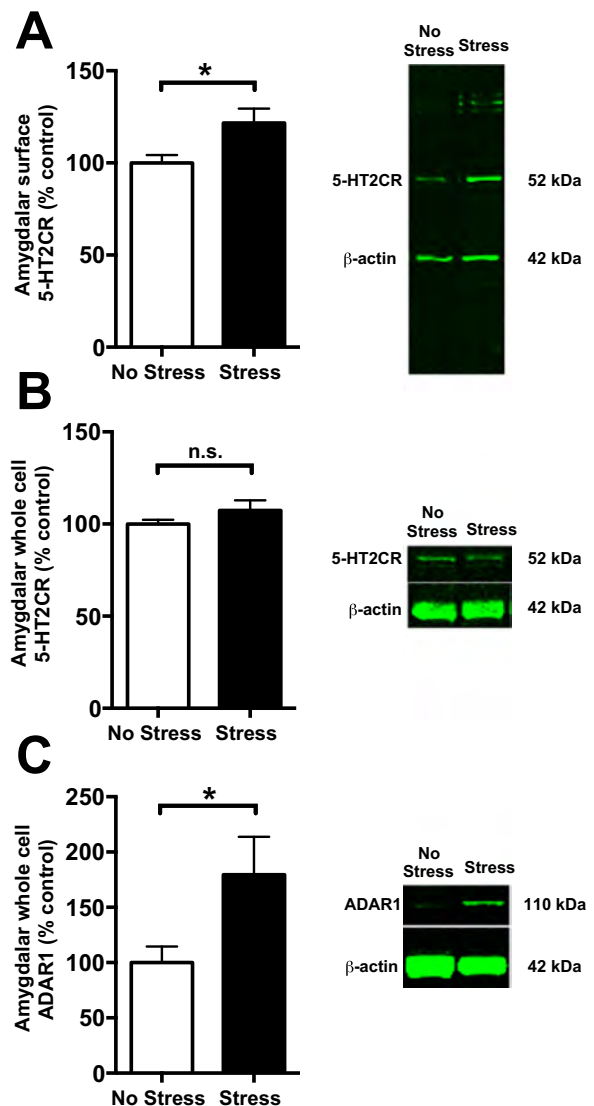 A
Amygdalar surface
5-HT2CR (% control)
150
100
50
0
*
No Stress
Stress
No
Stress
Stress
5-HT2CR
52 kDa
β-actin
42 kDa
B
Amygdalar whole cell
5-HT2CR (% control)
150
100
50
0
n.s.
No Stress
Stress
No
Stress
Stress
5-HT2CR
52 kDa
β-actin
42 kDa
C
Amygdalar whole cell
ADAR1 (% control)
250
200
150
100
50
0
*
No Stress
Stress
No
Stress
Stress
ADAR1
110 kDa
β-actin
42 kDa